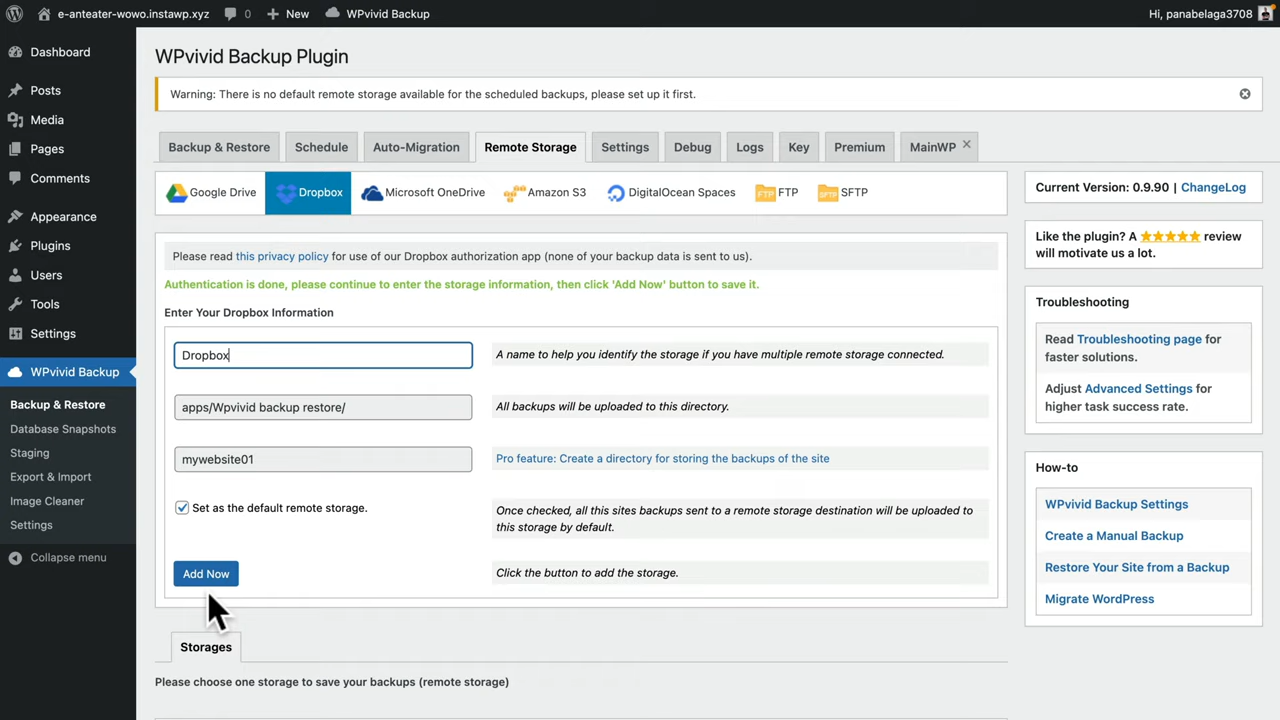 e-anteater-wowo.instawp.xyz 0 New WPvivid Backup Hi, panabelaga3708
Dashboard
Posts
Media
Pages
Comments
Appearance
Plugins
Users
Tools
Settings
WPvivid Backup
Backup & Restore
Database Snapshots
Staging
Export & Import
Image Cleaner
Settings
Collapse menu
WPvivid Backup Plugin
Warning: There is no default remote storage available for the scheduled backups, please set up it first.
Backup & Restore Schedule Auto-Migration Remote Storage Settings Debug Logs Key Premium MainWP
Google Drive Dropbox Microsoft OneDrive Amazon S3 DigitalOcean Spaces FTP FTP SFTP SFTP
Please read this privacy policy for use of our Dropbox authorization app (none of your backup data is sent to us).
Authentication is done, please continue to enter the storage information, then click 'Add Now' button to save it.
Enter Your Dropbox Information
Dropbox A name to help you identify the storage if you have multiple remote storage connected.
apps/Wpvivid backup restore/ All backups will be uploaded to this directory.
mywebsite01 Pro feature: Create a directory for storing the backups of the site
Set as the default remote storage. Once checked, all this sites backups sent to a remote storage destination will be uploaded
to this storage by default.
Add Now Click the button to add the storage.
Storages
Please choose one storage to save your backups (remote storage)
Current Version: 0.9.90 | ChangeLog
Like the plugin? A ★★★★★ review
will motivate us a lot.
Troubleshooting
Read Troubleshooting page for
faster solutions.
Adjust Advanced Settings for
higher task success rate.
How-to
WPvivid Backup Settings
Create a Manual Backup
Restore Your Site from a Backup
Migrate WordPress